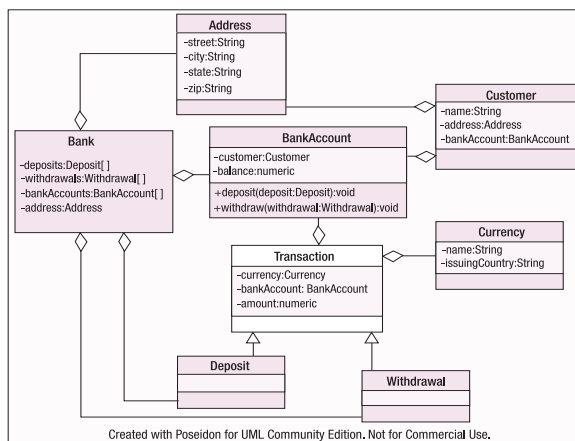 Address
-street:String
-city:String
-state:String
-zip:String
Customer
-name:String
-address:Address
-bankAccount:BankAccount
Bank
-deposits:Deposit[ ]
-withdrawals:Withdrawal[ ]
-bankAccounts:BankAccount[ ]
-address:Address
BankAccount
-customer:Customer
-balance:numeric
+deposit(deposit:Deposit):void
+withdraw(withdrawal:Withdrawal):void
Transaction
-currency:Currency
-bankAccount: BankAccount
-amount:numeric
Currency
-name:String
-issuingCountry:String
Deposit
Withdrawal
Created with Poseidon for UML Community Edition. Not for Commercial Use.